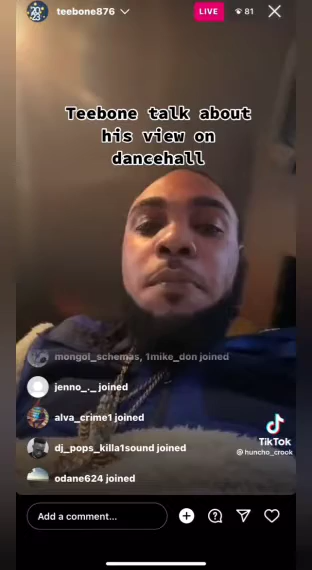 2023
teebone876
LIVE
81
Teebone talk about
his view on
dancehall
mongol_schemas, 1mike_don joined
jenno_._ joined
alva_crime1 joined
dj_pops_killa1sound joined
odane624 joined
TikTok
@huncho_crook
Add a comment...